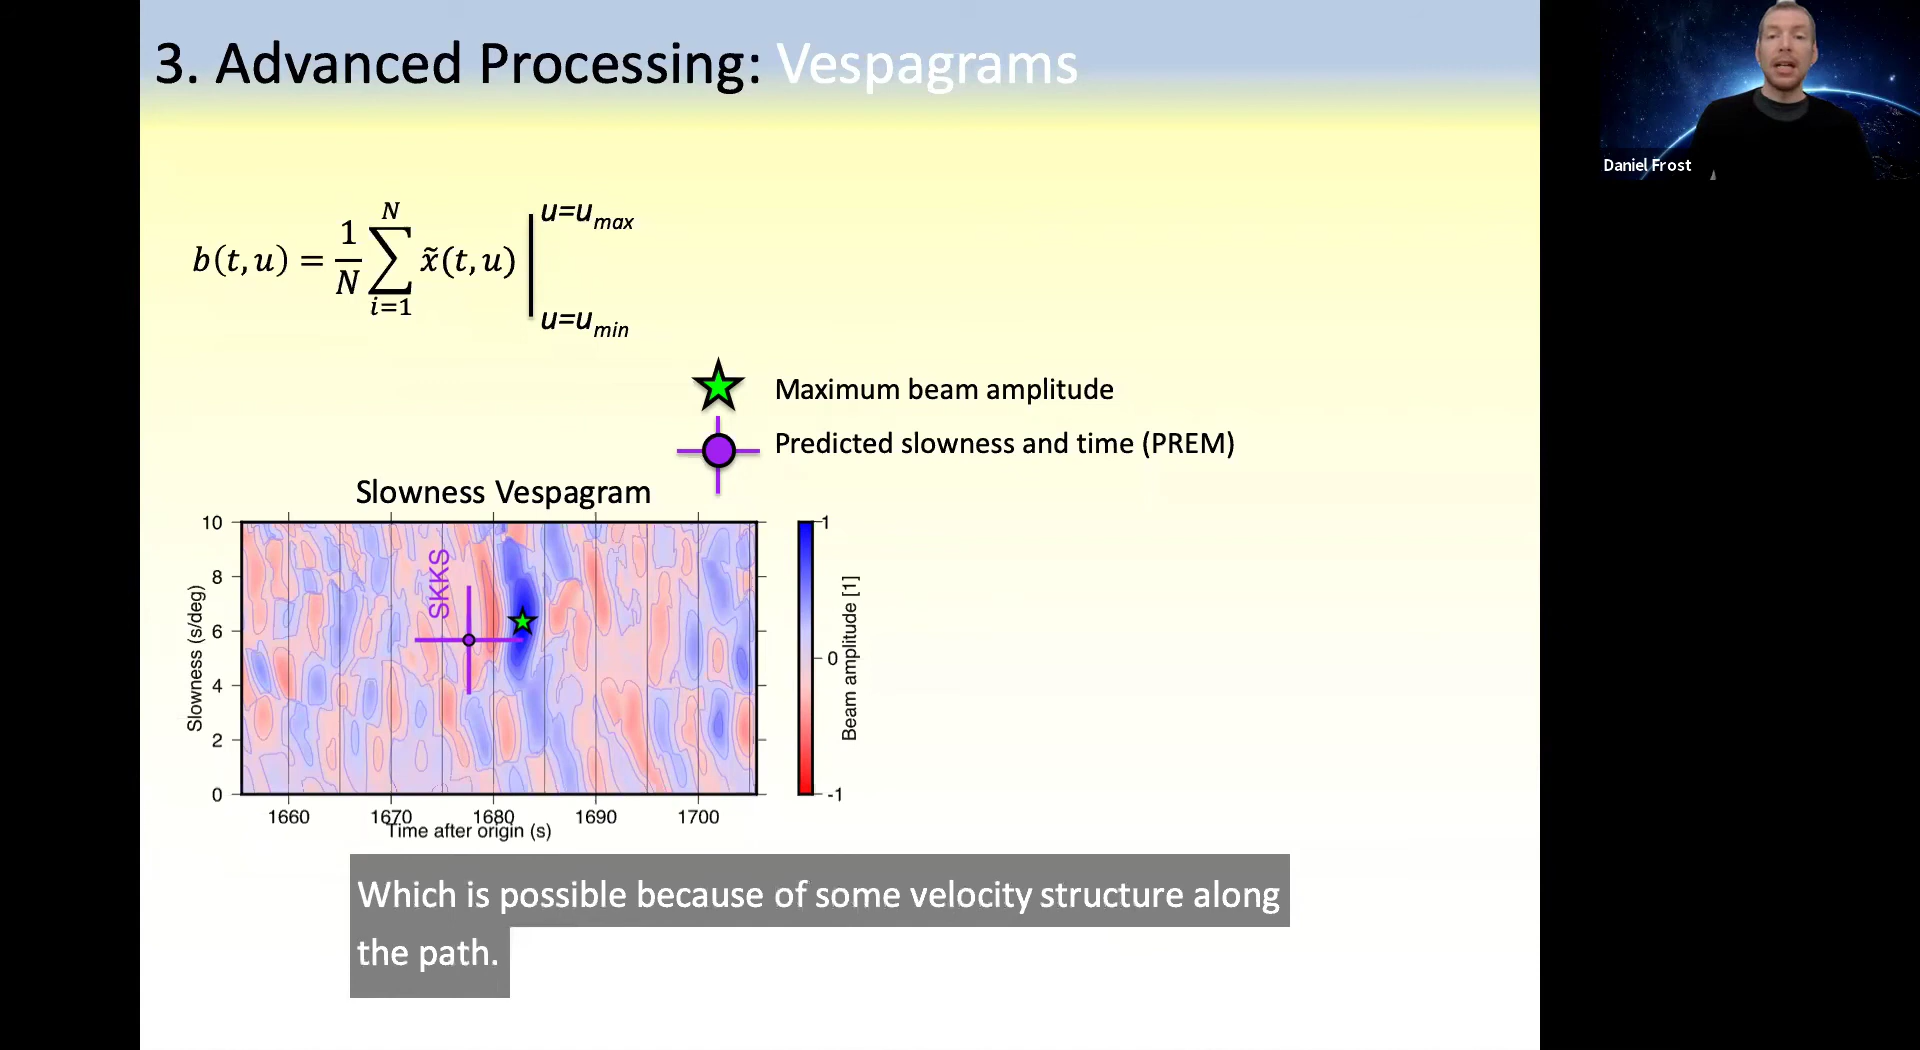 3. Advanced Processing: Vespagrams
Daniel Frost
b(t,u) = 1/N ∑ i=1 N x̃(t,u) | u=umax u=umin
Maximum beam amplitude
Predicted slowness and time (PREM)
Slowness Vespagram
10
8
6
4
2
0
Slowness (s/deg)
SKKS
1660 1670 1680 1690 1700
Time after origin (s)
1
0
-1
Beam amplitude [1]
Which is possible because of some velocity structure along
the path.